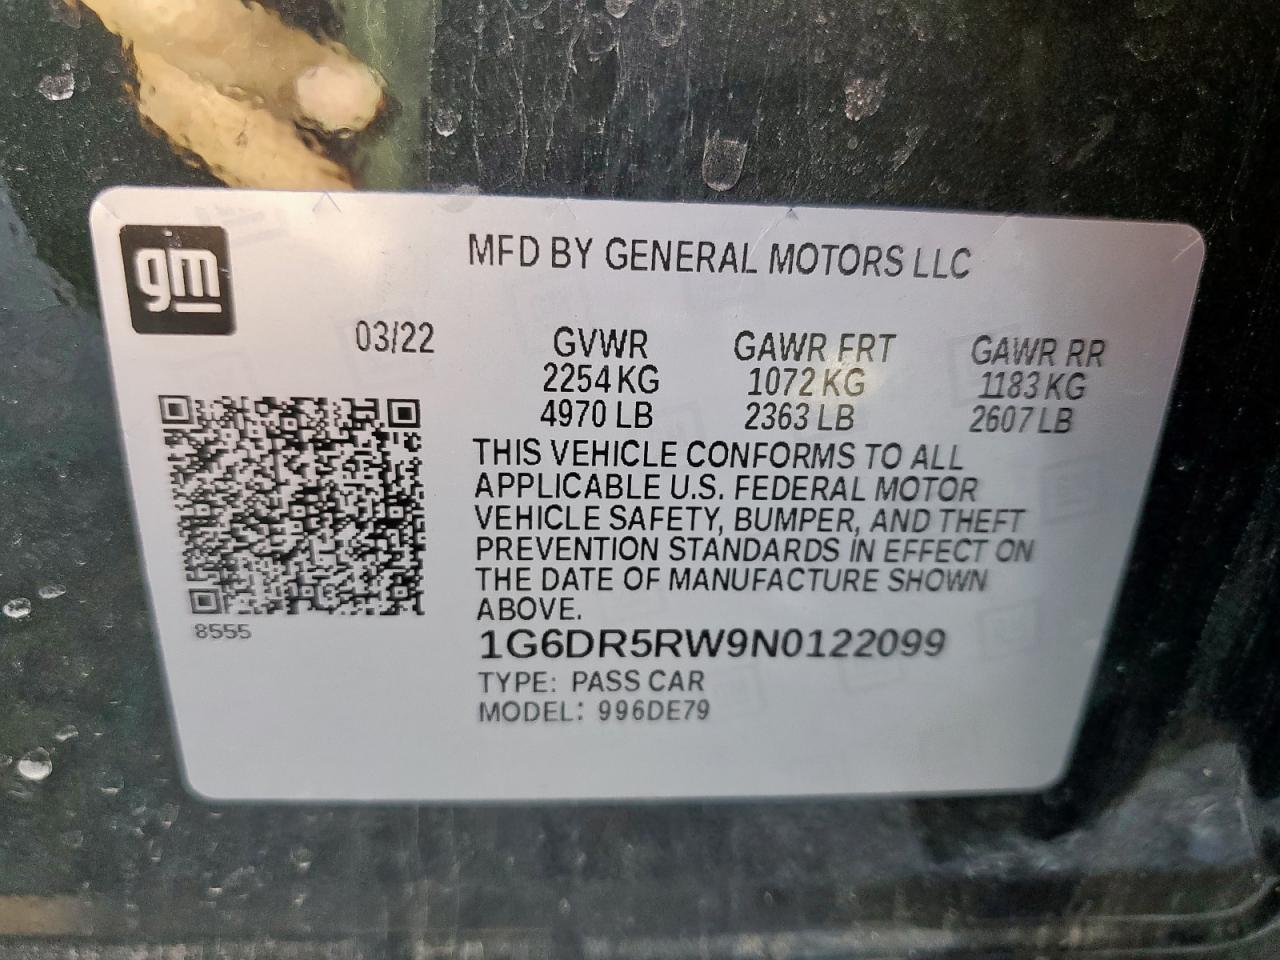 gm
MFD BY GENERAL MOTORS LLC
03/22
GVWR GAWR FRT GAWR RR
2254 KG 1072 KG 1183 KG
4970 LB 2363 LB 2607 LB
THIS VEHICLE CONFORMS TO ALL
APPLICABLE U.S. FEDERAL MOTOR
VEHICLE SAFETY, BUMPER, AND THEFT
PREVENTION STANDARDS IN EFFECT ON
THE DATE OF MANUFACTURE SHOWN
ABOVE.
8555
1G6DR5RW9N0122099
TYPE: PASS CAR
MODEL: 996DE79